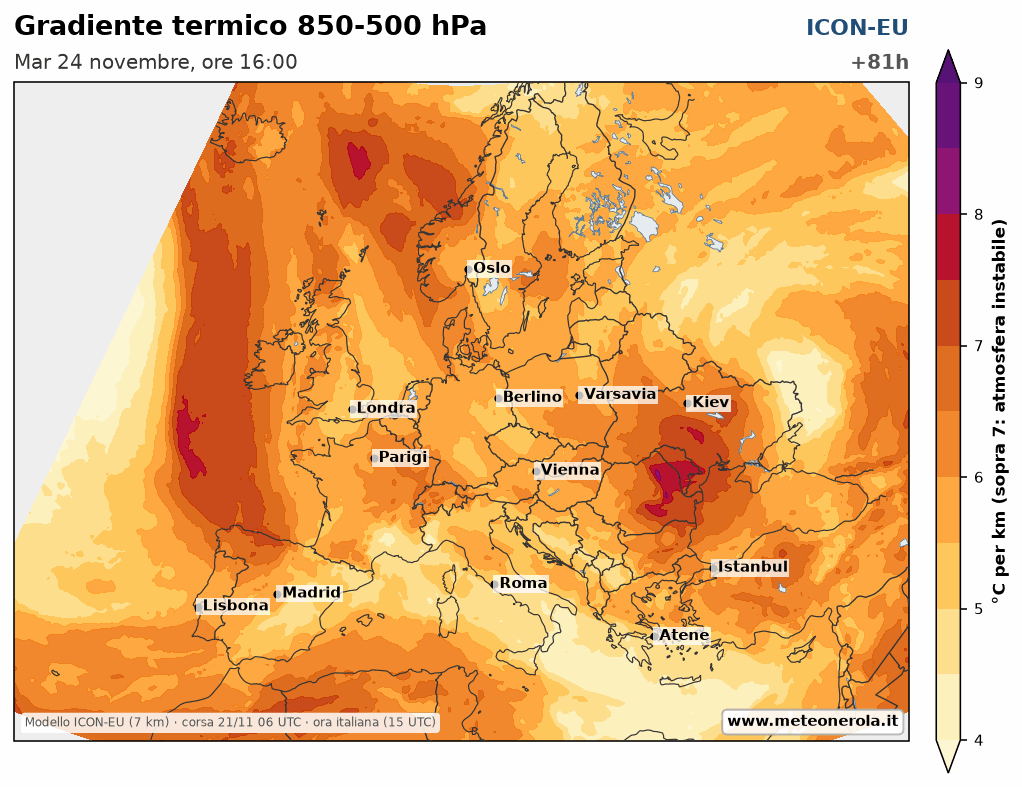 Gradiente termico 850-500 hPa
ICON-EU
Mar 24 novembre, ore 16:00
+81h
9
8
7
6
5
4
°C per km (sopra 7: atmosfera instabile)
Oslo
Berlino
Varsavia
Kiev
Londra
Parigi
Vienna
Istanbul
Roma
Madrid
Lisbona
Atene
Modello ICON-EU (7 km) · corsa 21/11 06 UTC · ora italiana (15 UTC)
www.meteonerola.it